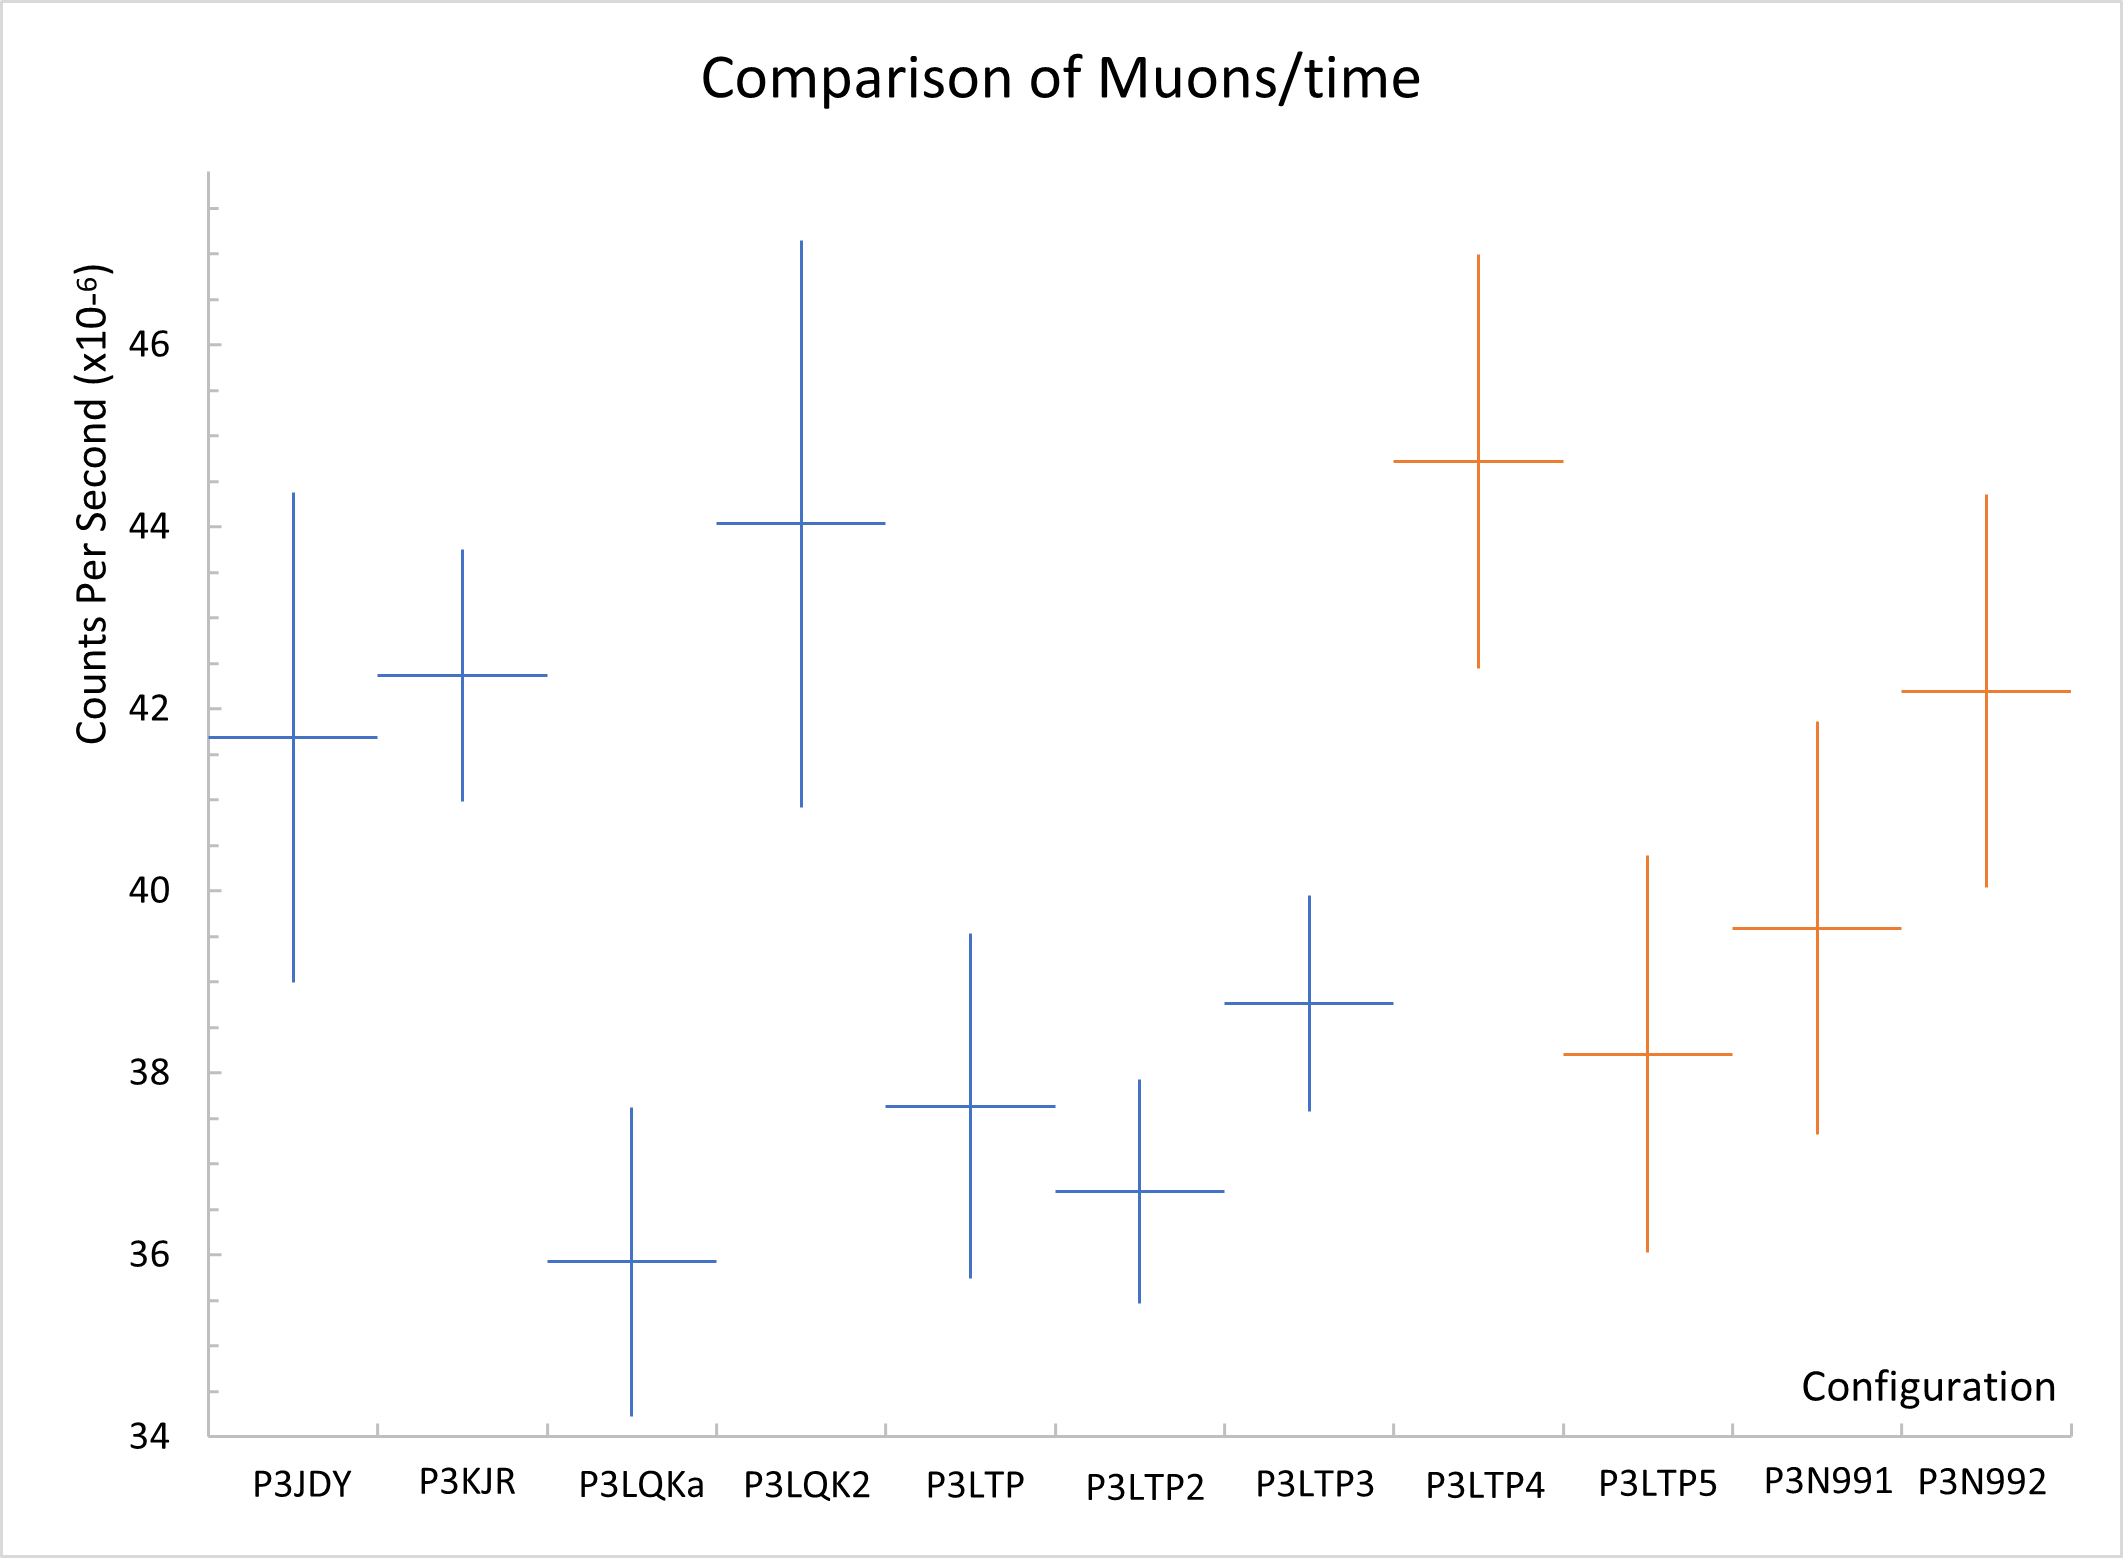 Comparison of Muons/time
Counts Per Second (x10-⁶)
46
44
42
40
38
36
34
Configuration
P3JDY P3KJR P3LQKa P3LQK2 P3LTP P3LTP2 P3LTP3 P3LTP4 P3LTP5 P3N991 P3N992